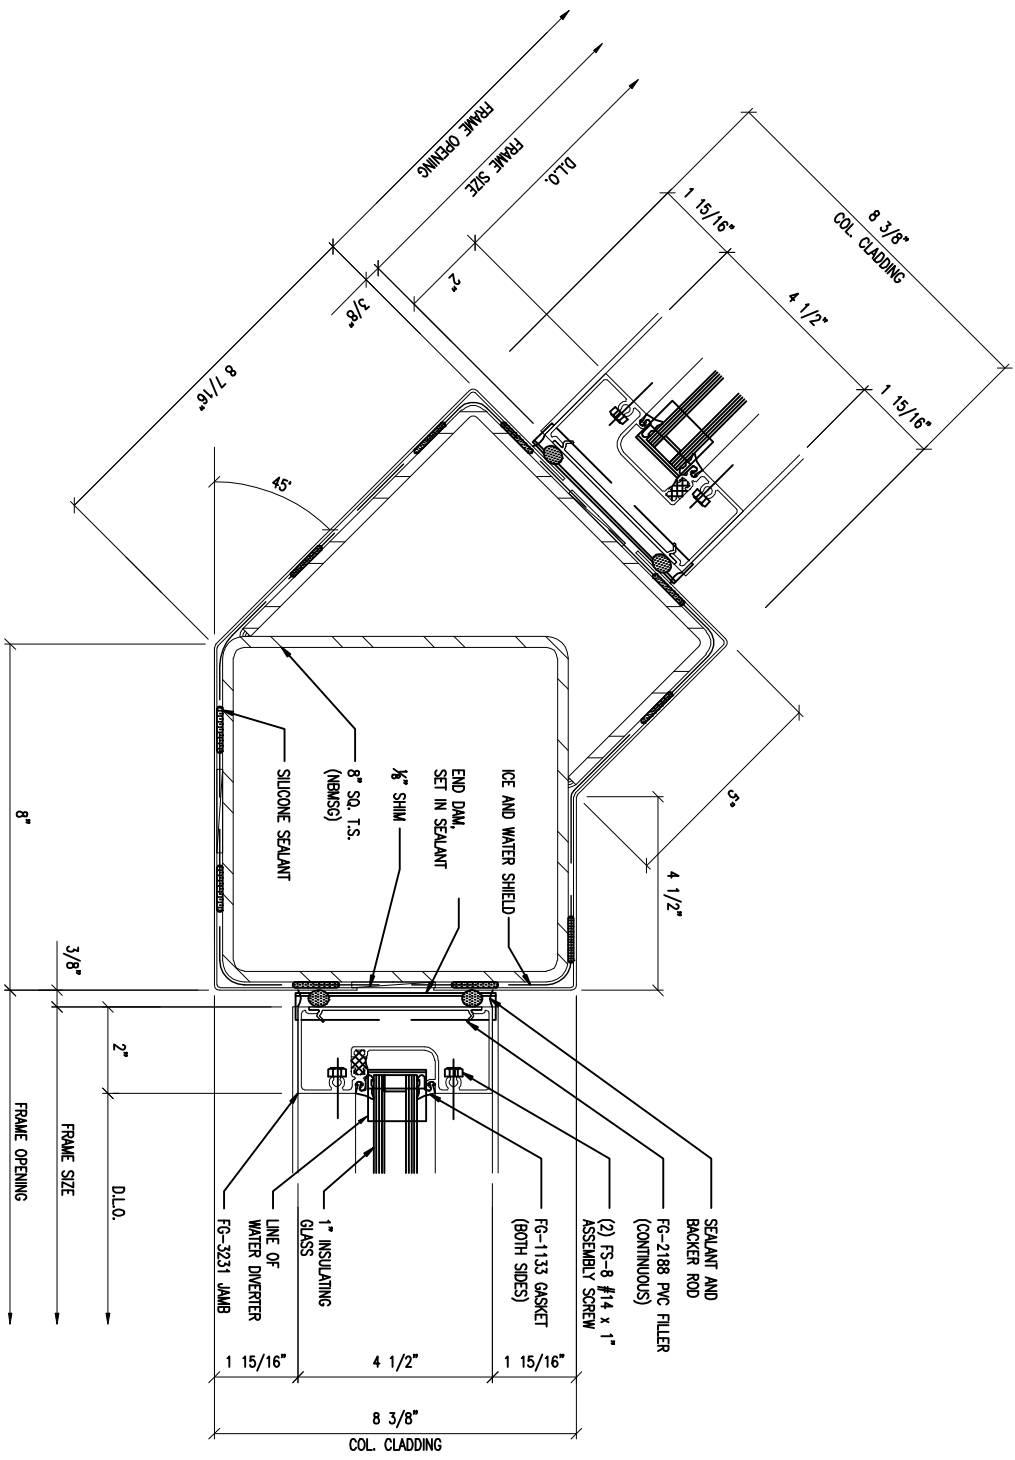 FRAME OPENING
FRAME SIZE
D.L.O.
8 3/8"
COL. CLADDING
1 15/16"
4 1/2"
1 15/16"
2"
3/8"
8 7/16"
45°
5"
4 1/2"
ICE AND WATER SHIELD
END DAM,
SET IN SEALANT
1/8" SHIM
8" SQ. T.S.
(NBMSG)
SILICONE SEALANT
8"
3/8"
2"
D.L.O.
FRAME SIZE
FRAME OPENING
SEALANT AND
BACKER ROD
FG-2188 PVC FILLER
(CONTINUOUS)
(2) FS-8 #14 x 1"
ASSEMBLY SCREW
FG-1133 GASKET
(BOTH SIDES)
1" INSULATING
GLASS
LINE OF
WATER DIVERTER
FG-3231 JAMB
1 15/16"
4 1/2"
1 15/16"
8 3/8"
COL. CLADDING